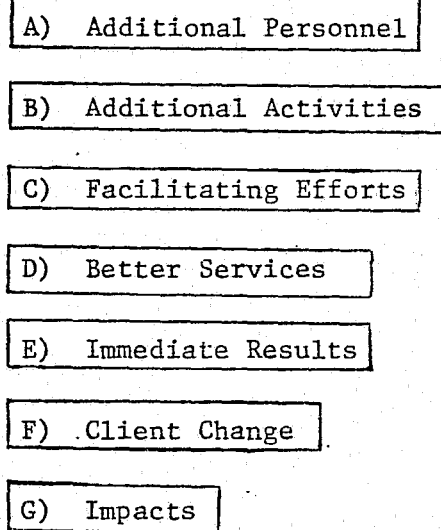 A) Additional Personnel
B) Additional Activities
C) Facilitating Efforts
D) Better Services
E) Immediate Results
F) Client Change
G) Impacts